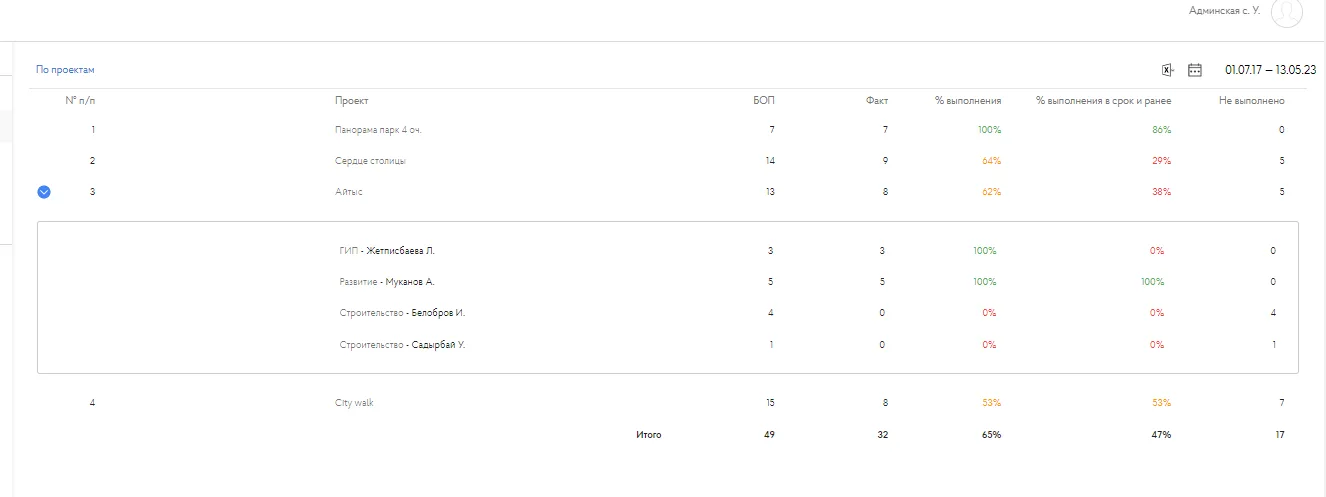 Админская с. У.
По проектам 01.07.17 – 13.05.23
N° п/п Проект БОП Факт % выполнения % выполнения в срок и ранее Не выполнено
1 Панорама парк 4 оч. 7 7 100% 86% 0
2 Сердце столицы 14 9 64% 29% 5
3 Айтыс 13 8 62% 38% 5
ГИП - Жетписбаева Л. 3 3 100% 0% 0
Развитие - Муканов А. 5 5 100% 100% 0
Строительство - Белобров И. 4 0 0% 0% 4
Строительство - Садырбай У. 1 0 0% 0% 1
4 City walk 15 8 53% 53% 7
Итого 49 32 65% 47% 17